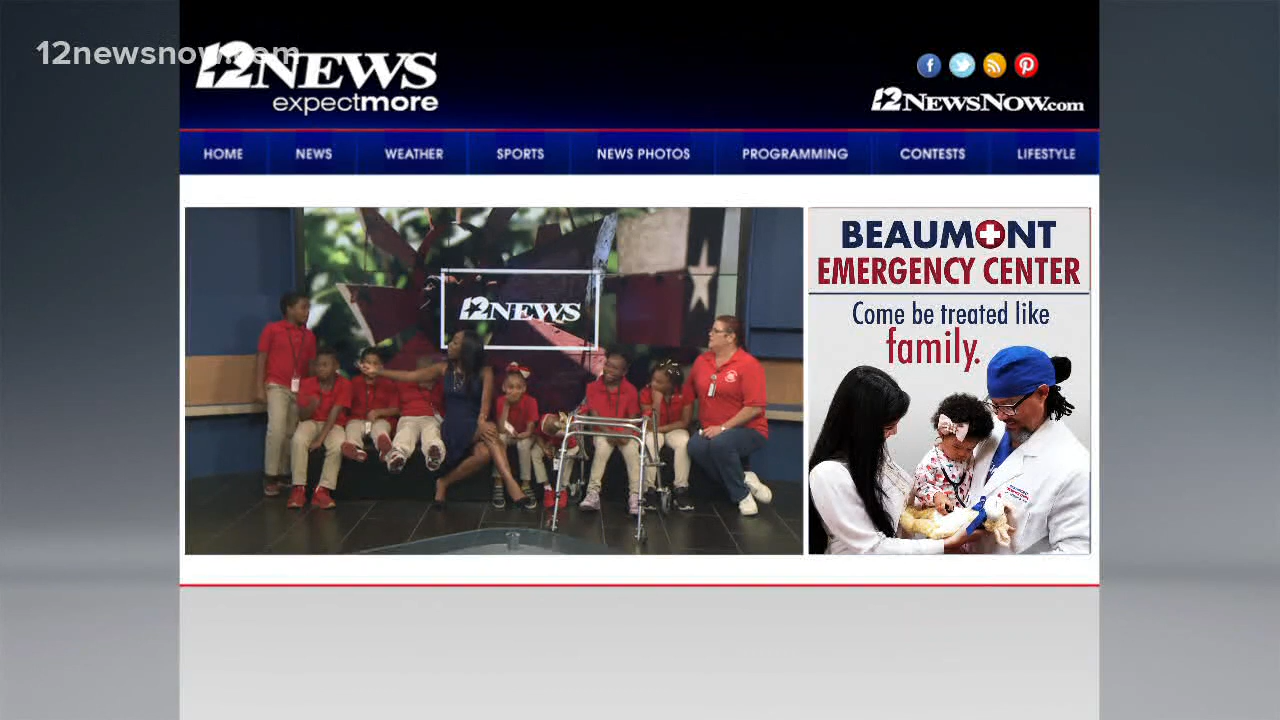 12newsnow.com
12NEWS
expectmore
12NEWSNOW.com
HOME NEWS WEATHER SPORTS NEWS PHOTOS PROGRAMMING CONTESTS LIFESTYLE
12NEWS
BEAUMONT
EMERGENCY CENTER
Come be treated like
family.